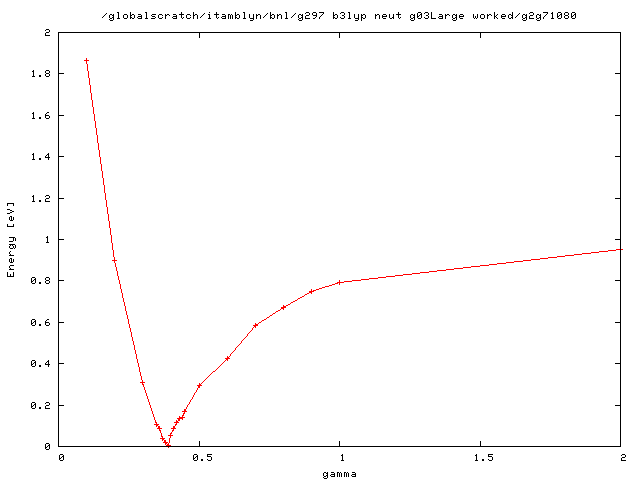 /globalscratch/itamblyn/bnl/g297 b3lyp neut g03Large worked/g2g71080
2
1.8
1.6
1.4
1.2
1
0.8
0.6
0.4
0.2
0
Energy [eV]
0 0.5 1 1.5 2
gamma